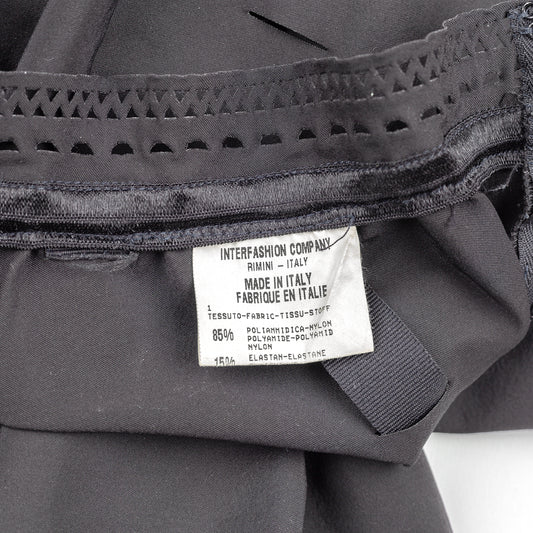 INTERFASHION COMPANY
RIMINI - ITALY
MADE IN ITALY
FABRIQUE EN ITALIE
1
TESSUTO-FABRIC-TISSU-STOFF
85% POLIAMMIDICA-NYLON
POLYAMIDE-POLYAMID
NYLON
15% ELASTAN-ELASTANE